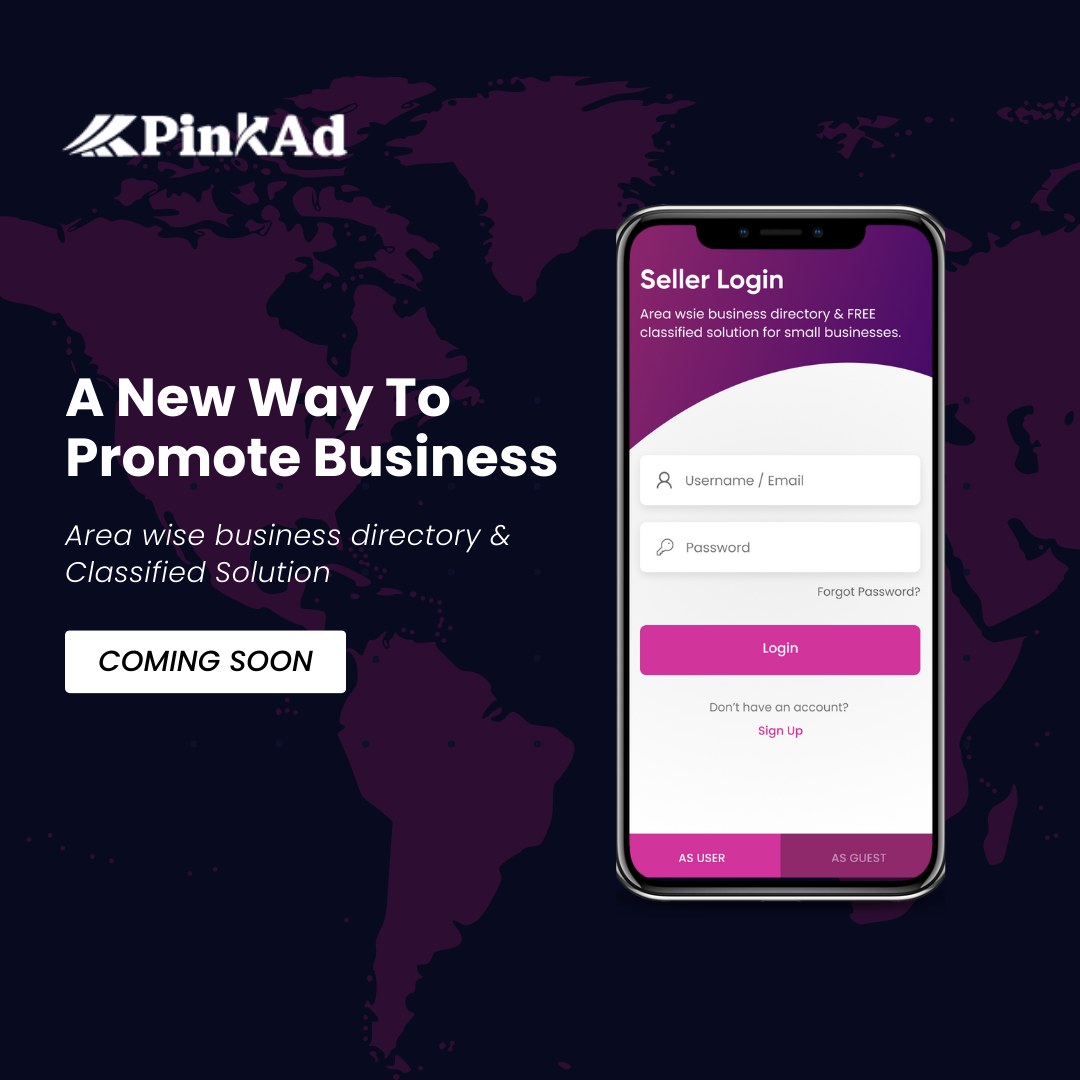 PinkAd
A New Way To
Promote Business
Area wise business directory &
Classified Solution
COMING SOON
Seller Login
Area wsie business directory & FREE
classified solution for small businesses.
Username / Email
Password
Forgot Password?
Login
Don't have an account?
Sign Up
AS USER
AS GUEST